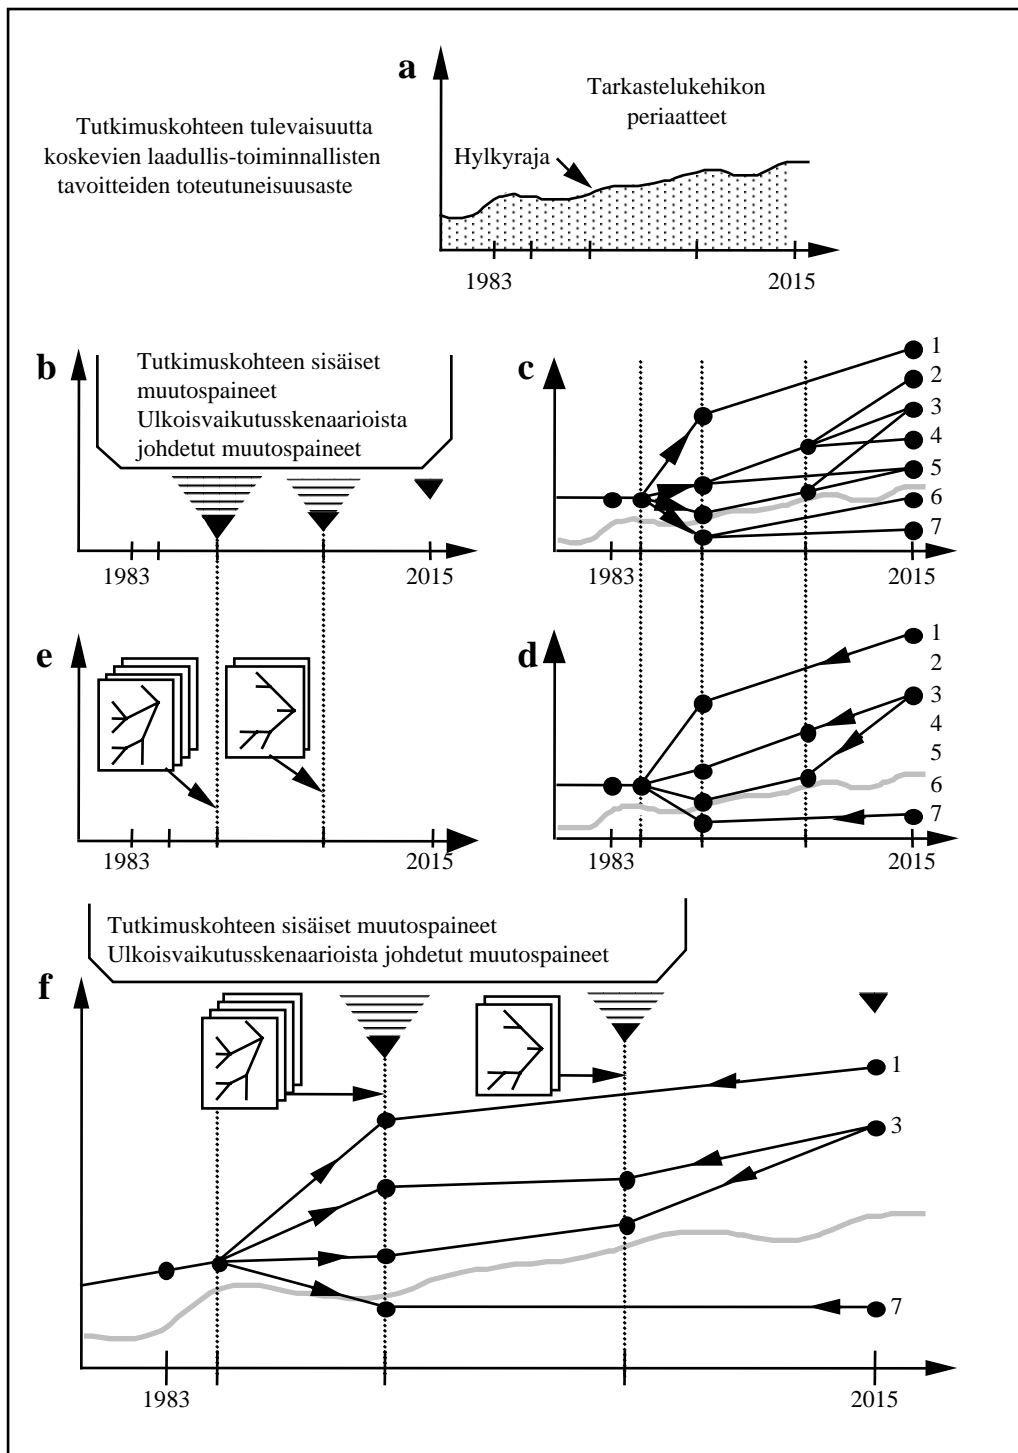 a
Tarkastelukehikon
periaatteet
Tutkimuskohteen tulevaisuutta
koskevien laadullis-toiminnallisten
tavoitteiden toteutuneisuusaste
Hylkyraja
1983
2015
b
Tutkimuskohteen sisäiset
muutospaineet
Ulkoisvaikutusskenaarioista
johdetut muutospaineet
1983
2015
c
1
2
3
4
5
6
7
1983
2015
e
1983
2015
d
1
2
3
4
5
6
7
1983
2015
Tutkimuskohteen sisäiset muutospaineet
Ulkoisvaikutusskenaarioista johdetut muutospaineet
f
1
3
7
1983
2015